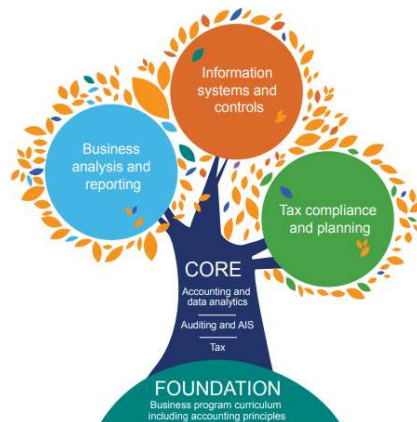 Information
systems and
controls
Business
analysis and
reporting
Tax compliance
and planning
CORE
Accounting and
data analytics
Auditing and AIS
Tax
FOUNDATION
Business program curriculum
including accounting principles